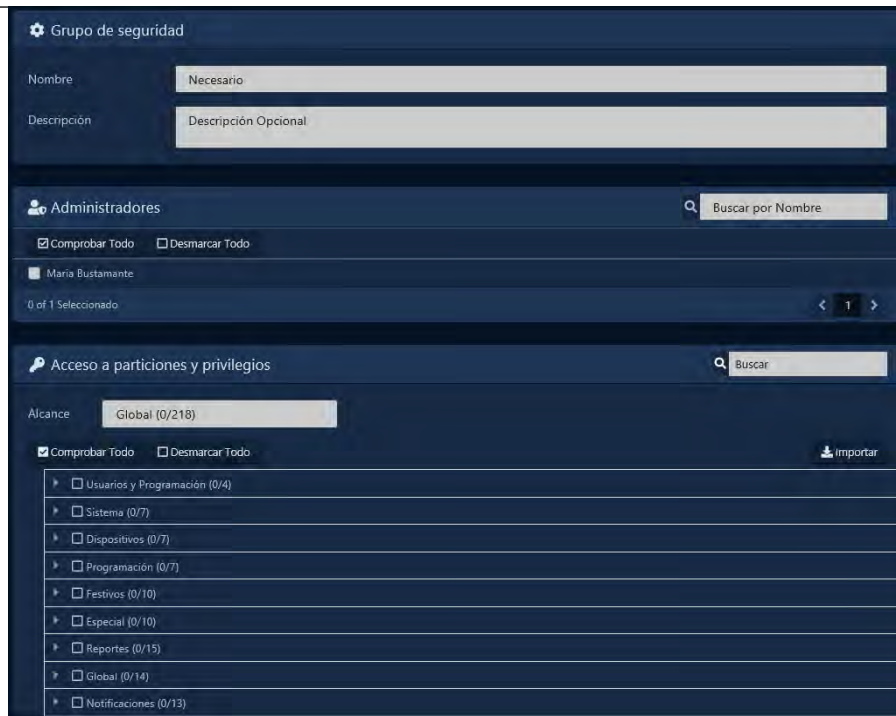 Grupo de seguridad
Nombre
Necesario
Descripción
Descripción Opcional
Administradores
Buscar por Nombre
Comprobar Todo Desmarcar Todo
María Bustamante
0 of 1 Seleccionado
1
Acceso a particiones y privilegios
Buscar
Alcance
Global (0/218)
Comprobar Todo Desmarcar Todo
Importar
Usuarios y Programación (0/4)
Sistema (0/7)
Dispositivos (0/7)
Programación (0/7)
Festivos (0/10)
Especial (0/10)
Reportes (0/15)
Global (0/14)
Notificaciones (0/13)